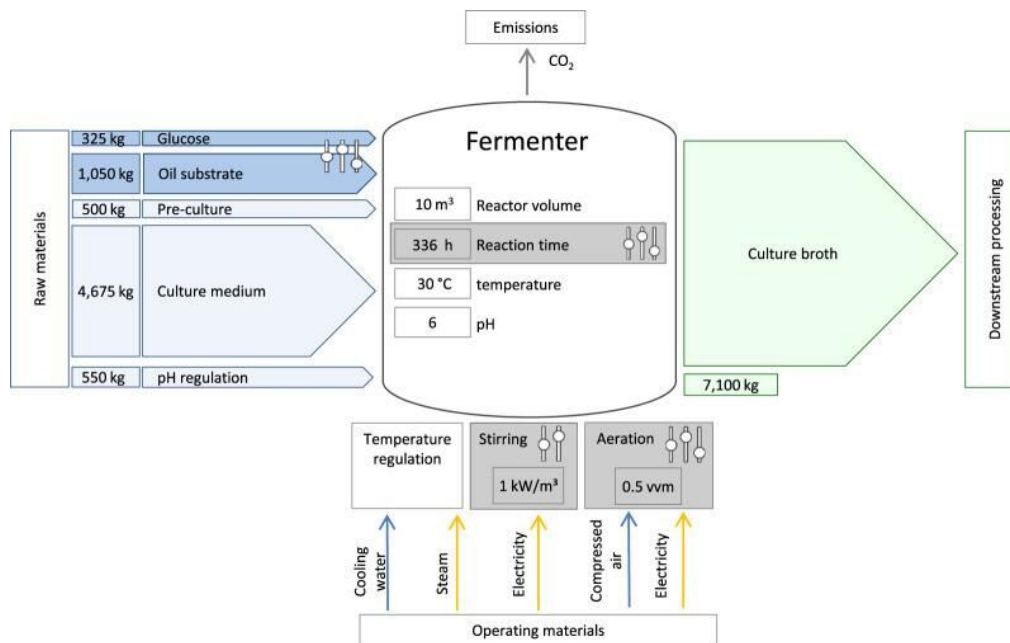 Emissions
CO₂
Raw materials
325 kg Glucose
1,050 kg Oil substrate
500 kg Pre-culture
4,675 kg Culture medium
550 kg pH regulation
Fermenter
10 m³ Reactor volume
336 h Reaction time
30 °C temperature
6 pH
Culture broth
7,100 kg
Downstream processing
Temperature
regulation
Stirring
1 kW/m³
Aeration
0.5 vvm
Cooling
water
Steam
Electricity
Compressed
air
Electricity
Operating materials